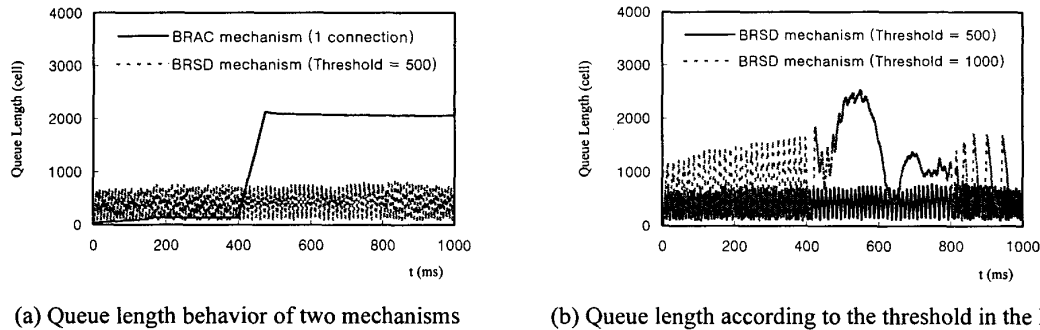 4000
3000
2000
1000
0
Queue Length (cell)
BRAC mechanism (1 connection)
BRSD mechanism (Threshold = 500)
0 200 400 600 800 1000
t (ms)
(a) Queue length behavior of two mechanisms
4000
3000
2000
1000
0
Queue Length (cell)
BRSD mechanism (Threshold = 500)
BRSD mechanism (Threshold = 1000)
0 200 400 600 800 1000
t (ms)
(b) Queue length according to the threshold in the